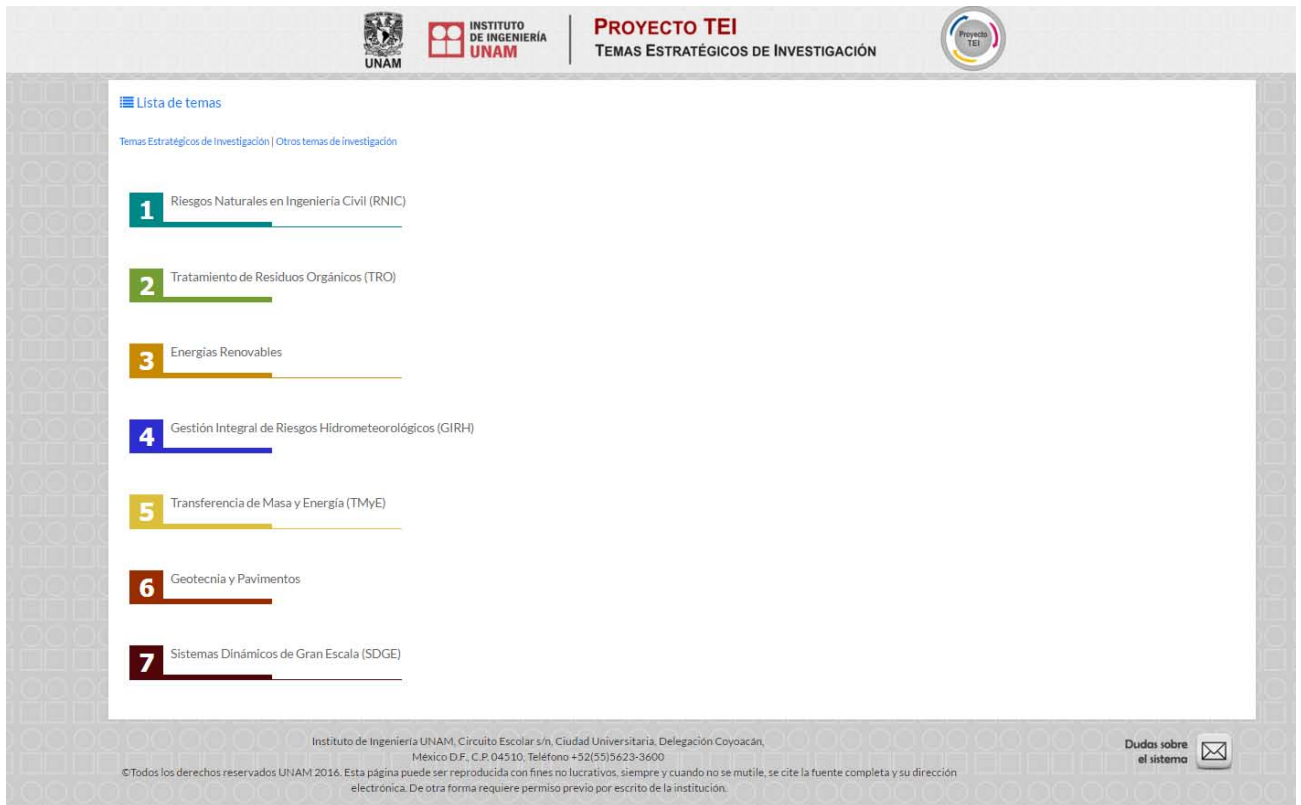 UNAM
INSTITUTO
DE INGENIERÍA
UNAM
PROYECTO TEI
TEMAS ESTRATÉGICOS DE INVESTIGACIÓN
Proyecto
TEI
Lista de temas
Temas Estratégicos de Investigación | Otros temas de investigación
1 Riesgos Naturales en Ingeniería Civil (RNIC)
2 Tratamiento de Residuos Orgánicos (TRO)
3 Energías Renovables
4 Gestión Integral de Riesgos Hidrometeorológicos (GIRH)
5 Transferencia de Masa y Energía (TMyE)
6 Geotecnia y Pavimentos
7 Sistemas Dinámicos de Gran Escala (SDGE)
Instituto de Ingeniería UNAM, Circuito Escolar s/n, Ciudad Universitaria, Delegación Coyoacán,
México D.F., C.P. 04510, Teléfono +52(55)5623-3600
©Todos los derechos reservados UNAM 2016. Esta página puede ser reproducida con fines no lucrativos, siempre y cuando no se mutile, se cite la fuente completa y su dirección
electrónica. De otra forma requiere permiso previo por escrito de la institución.
Dudas sobre
el sistema